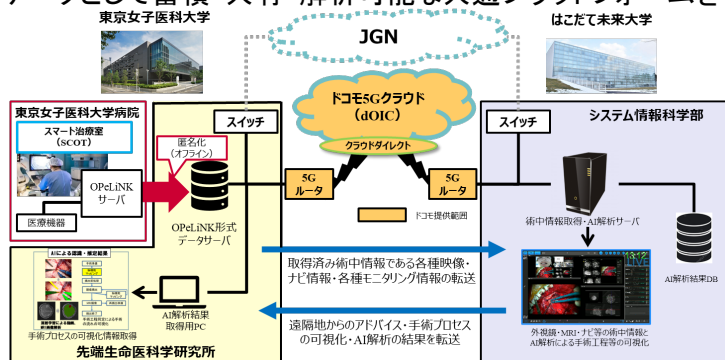 東京女子医科大学
はこだて未来大学
JGN
東京女子医科大学病院
スマート治療室
(SCOT)
OPeLiNK
サーバ
医療機器
匿名化
(オフライン)
スイッチ
OPeLiNK形式
データサーバ
ドコモ5Gクラウド
(dOIC)
クラウドダイレクト
5G
ルータ
5G
ルータ
ドコモ提供範囲
スイッチ
システム情報科学部
術中情報取得・AI解析サーバ
AI解析結果DB
取得済み術中情報である各種映像・
ナビ情報・各種モニタリング情報の転送
遠隔地からのアドバイス・手術プロセス
の可視化・AI解析の結果を転送
AIによる認識・推定結果
手術プロセスの可視化情報取得
AI解析結果
取得用PC
先端生命医科学研究所
外視鏡・MRI・ナビ等の術中情報と
AI解析による手術工程等の可視化